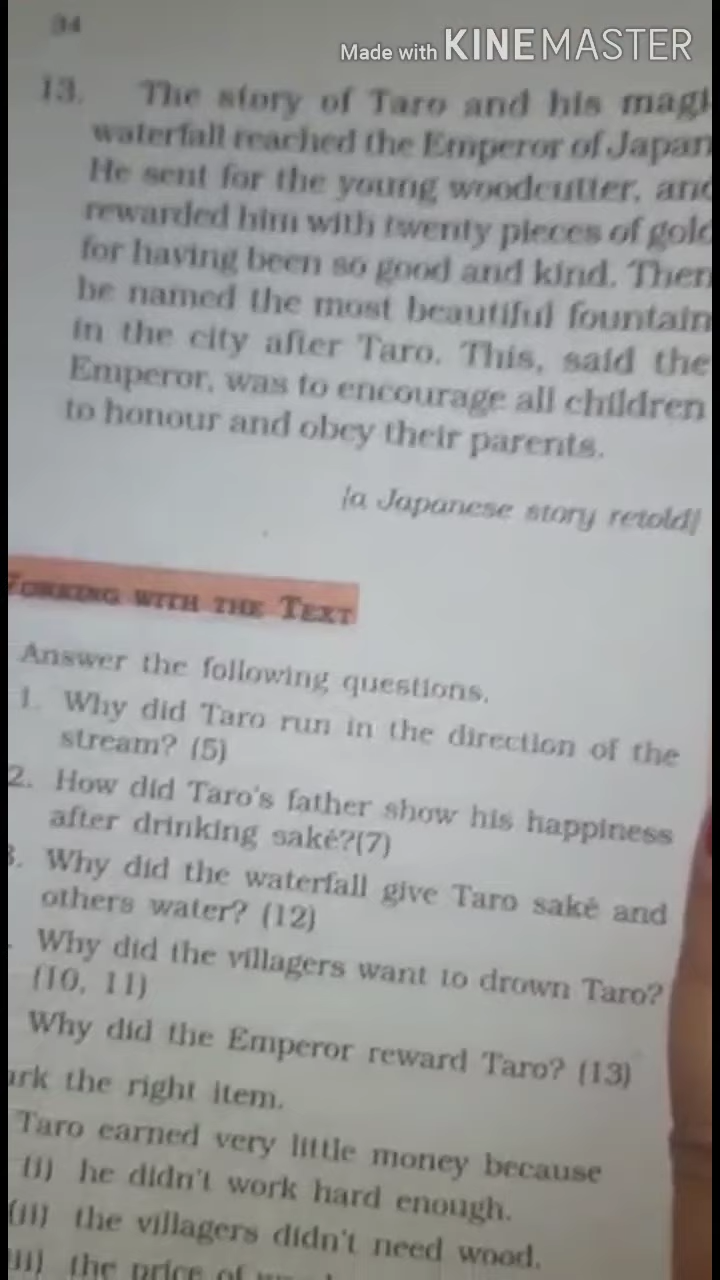 34
Made with KINEMASTER
13. The story of Taro and his magi
waterfall reached the Emperor of Japan
He sent for the young woodcutter, and
rewarded him with twenty pieces of gold
for having been so good and kind. Then
he named the most beautiful fountain
in the city after Taro. This, said the
Emperor, was to encourage all children
to honour and obey their parents.
[a Japanese story retold]
WORKING WITH THE TEXT
Answer the following questions.
1. Why did Taro run in the direction of the
stream? (5)
2. How did Taro's father show his happiness
after drinking saké?(7)
3. Why did the waterfall give Taro saké and
others water? (12)
. Why did the villagers want to drown Taro?
(10, 11)
Why did the Emperor reward Taro? (13)
ark the right item.
Taro earned very little money because
(i) he didn't work hard enough.
(ii) the villagers didn't need wood.
(iii) the price of